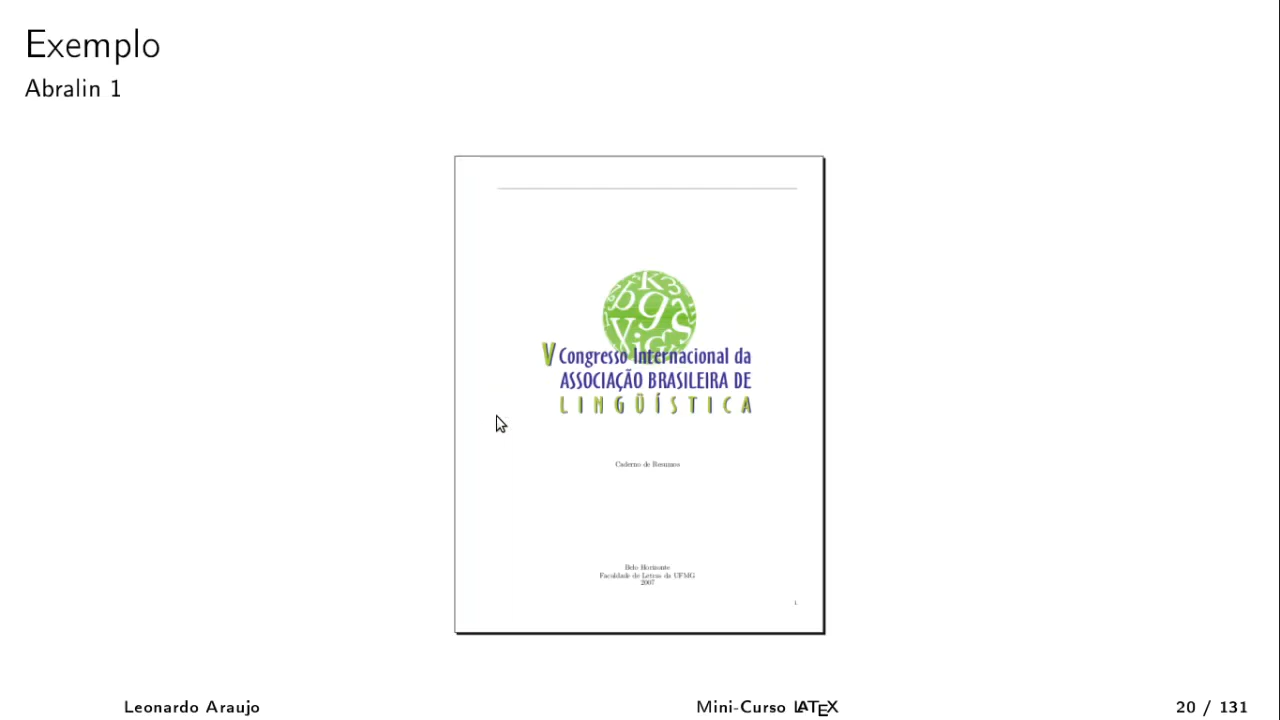 Exemplo
Abralin 1
V Congresso Internacional da
ASSOCIAÇÃO BRASILEIRA DE
LINGÜÍSTICA
Caderno de Resumos
Belo Horizonte
Faculdade de Letras da UFMG
2007
1
Leonardo Araujo
Mini-Curso LATEX
20 / 131